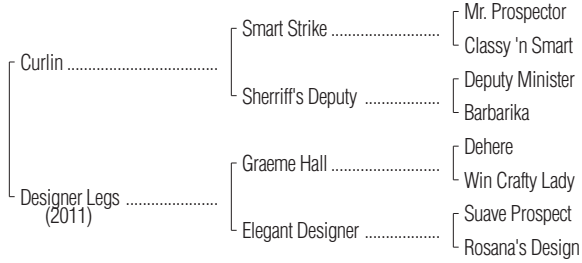 Mr. Prospector
Smart Strike ......................
Classy 'n Smart
Curlin ..............................
Deputy Minister
Sherriff's Deputy ...............
Barbarika
Dehere
Graeme Hall ......................
Win Crafty Lady
Designer Legs ..................
(2011)
Suave Prospect
Elegant Designer ...............
Rosana's Design